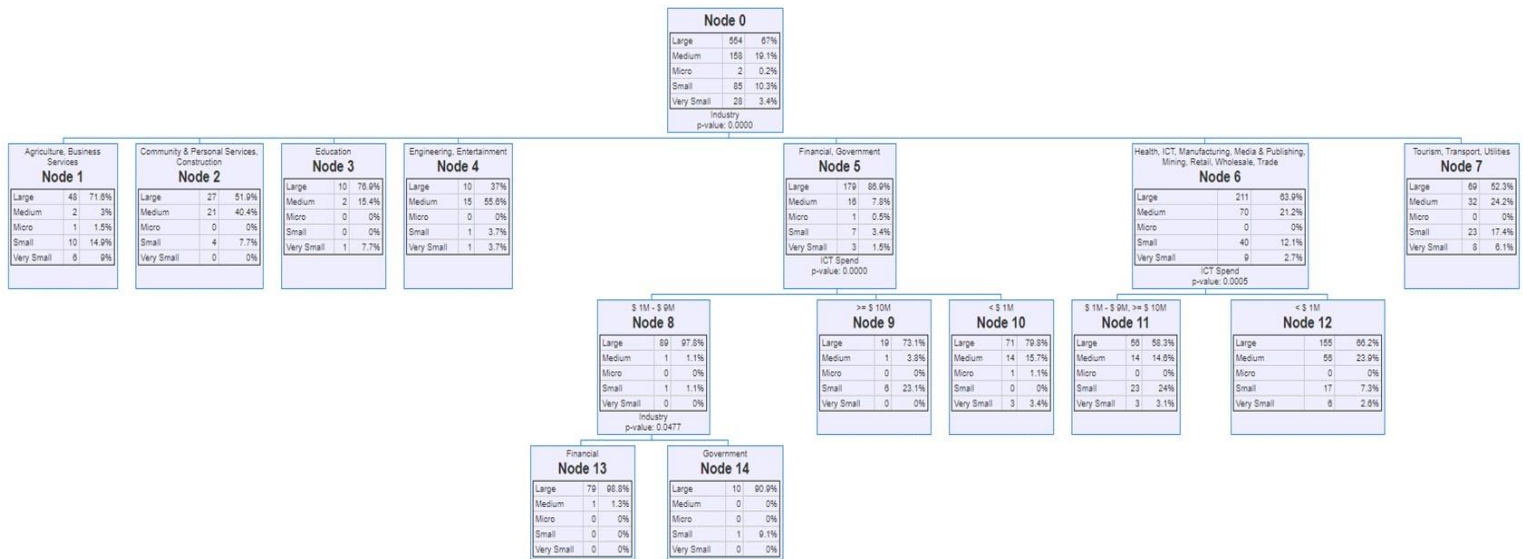 Node 0
Large 554 67%
Medium 158 19.1%
Micro 2 0.2%
Small 85 10.3%
Very Small 28 3.4%
Industry
p-value: 0.0000
Agriculture, Business
Services
Node 1
Large 48 71.6%
Medium 2 3%
Micro 1 1.5%
Small 10 14.9%
Very Small 6 9%
Community & Personal Services,
Construction
Node 2
Large 27 51.9%
Medium 21 40.4%
Micro 0 0%
Small 4 7.7%
Very Small 0 0%
Education
Node 3
Large 10 76.9%
Medium 2 15.4%
Micro 0 0%
Small 0 0%
Very Small 1 7.7%
Engineering, Entertainment
Node 4
Large 10 37%
Medium 15 55.6%
Micro 0 0%
Small 1 3.7%
Very Small 1 3.7%
Financial, Government
Node 5
Large 179 86.9%
Medium 16 7.8%
Micro 1 0.5%
Small 7 3.4%
Very Small 3 1.5%
ICT Spend
p-value: 0.0000
Health, ICT, Manufacturing, Media & Publishing,
Mining, Retail, Wholesale, Trade
Node 6
Large 211 63.9%
Medium 70 21.2%
Micro 0 0%
Small 40 12.1%
Very Small 9 2.7%
ICT Spend
p-value: 0.0005
Tourism, Transport, Utilities
Node 7
Large 69 52.3%
Medium 32 24.2%
Micro 0 0%
Small 23 17.4%
Very Small 8 6.1%
$ 1M - $ 9M
Node 8
Large 89 97.8%
Medium 1 1.1%
Micro 0 0%
Small 1 1.1%
Very Small 0 0%
Industry
p-value: 0.0477
>= $ 10M
Node 9
Large 19 73.1%
Medium 1 3.8%
Micro 0 0%
Small 6 23.1%
Very Small 0 0%
< $ 1M
Node 10
Large 71 79.8%
Medium 14 15.7%
Micro 1 1.1%
Small 0 0%
Very Small 3 3.4%
$ 1M - $ 9M, >= $ 10M
Node 11
Large 56 58.3%
Medium 14 14.6%
Micro 0 0%
Small 23 24%
Very Small 3 3.1%
< $ 1M
Node 12
Large 155 66.2%
Medium 56 23.9%
Micro 0 0%
Small 17 7.3%
Very Small 6 2.6%
Financial
Node 13
Large 79 98.8%
Medium 1 1.3%
Micro 0 0%
Small 0 0%
Very Small 0 0%
Government
Node 14
Large 10 90.9%
Medium 0 0%
Micro 0 0%
Small 1 9.1%
Very Small 0 0%